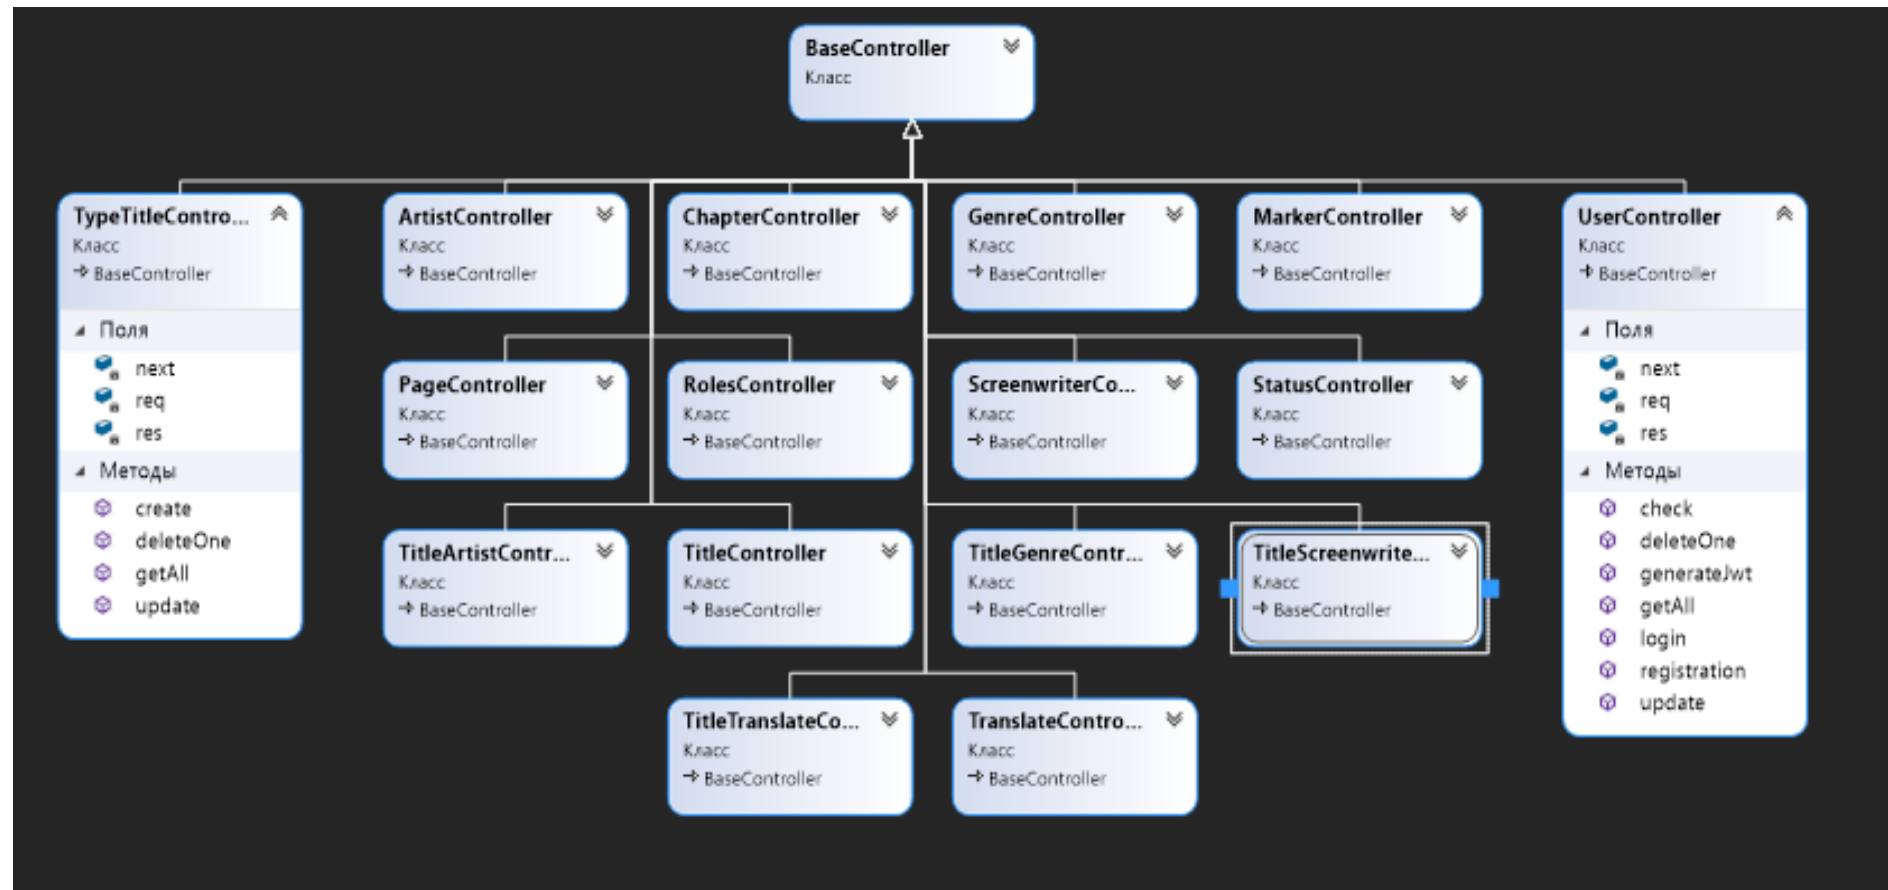 BaseController
Класс
TypeTitleContro...
Класс
BaseController
Поля
next
req
res
Методы
create
deleteOne
getAll
update
ArtistController
Класс
BaseController
ChapterController
Класс
BaseController
GenreController
Класс
BaseController
MarkerController
Класс
BaseController
UserController
Класс
BaseController
Поля
next
req
res
Методы
check
deleteOne
generateJwt
getAll
login
registration
update
PageController
Класс
BaseController
RolesController
Класс
BaseController
ScreenwriterCo...
Класс
BaseController
StatusController
Класс
BaseController
TitleArtistContr...
Класс
BaseController
TitleController
Класс
BaseController
TitleGenreContr...
Класс
BaseController
TitleScreenwrite...
Класс
BaseController
TitleTranslateCo...
Класс
BaseController
TranslateContro...
Класс
BaseController